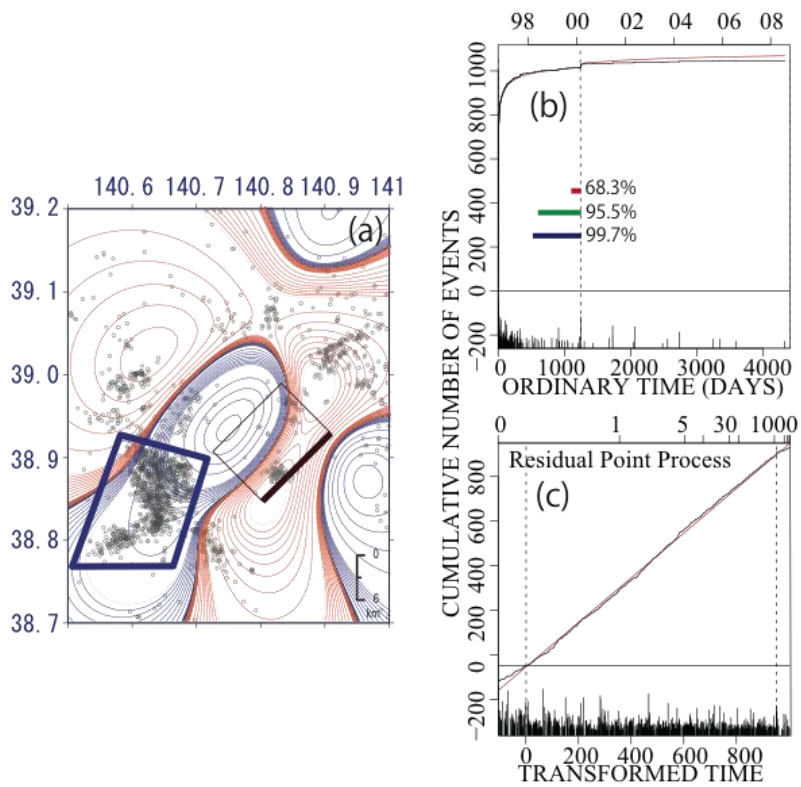 140.6 140.7 140.8 140.9 141
39.2
39.1
39.0
38.9
38.8
38.7
(a)
0
6
km
98 00 02 04 06 08
1000
800
600
400
200
0
−200
(b)
68.3%
95.5%
99.7%
0 1000 2000 3000 4000
ORDINARY TIME (DAYS)
CUMULATIVE NUMBER OF EVENTS
0 1 5 30 1000
Residual Point Process
(c)
800
600
400
200
0
−200
0 200 400 600 800
TRANSFORMED TIME